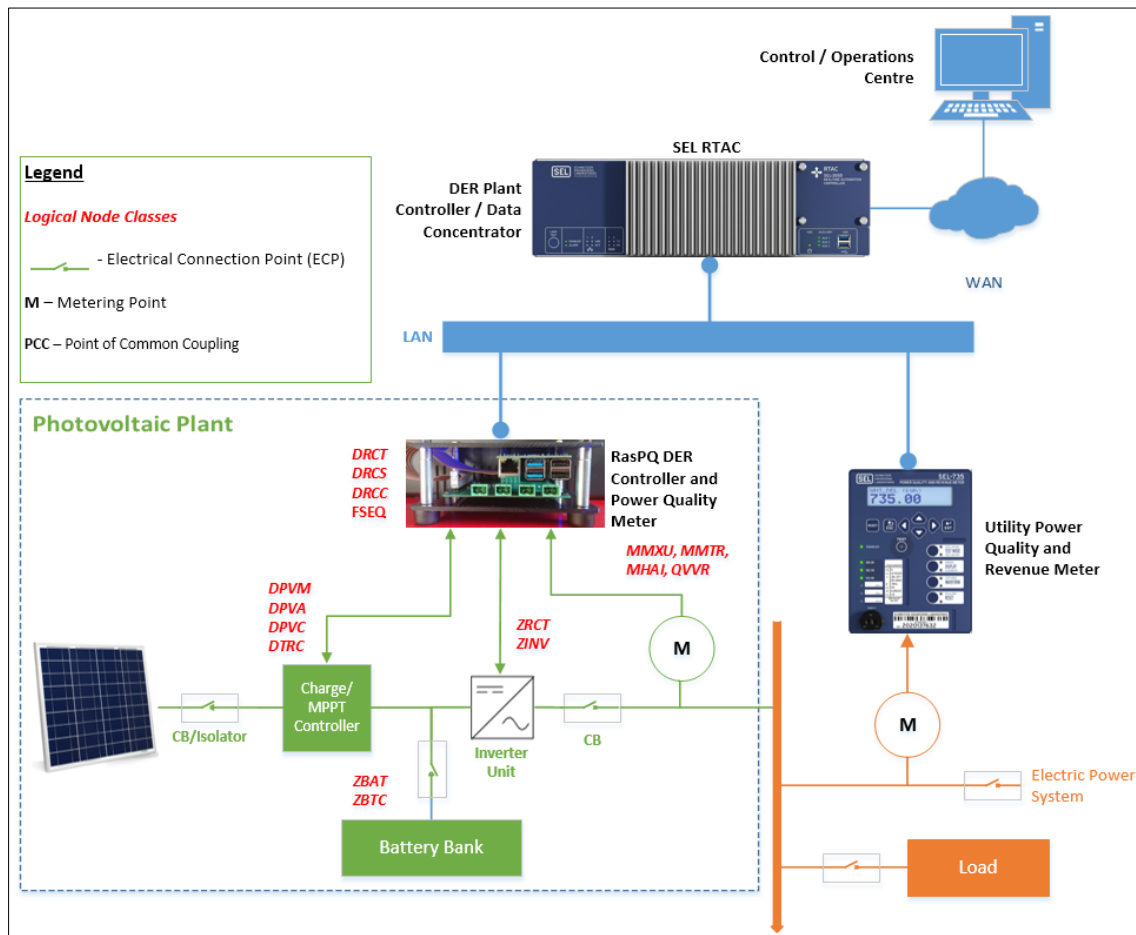 Control / Operations
Centre
SEL RTAC
DER Plant
Controller / Data
Concentrator
SEL
RTAC
WAN
LAN
Legend
Logical Node Classes
- Electrical Connection Point (ECP)
M – Metering Point
PCC – Point of Common Coupling
Photovoltaic Plant
DRCT
DRCS
DRCC
FSEQ
RasPQ DER
Controller and
Power Quality
Meter
MMXU, MMTR,
MHAI, QVVR
DPVM
DPVA
DPVC
DTRC
ZRCT
ZINV
M
Charge/
MPPT
Controller
CB/Isolator
Inverter
Unit
CB
ZBAT
ZBTC
Battery Bank
SEL
SEL-735
735.00
Utility Power
Quality and
Revenue Meter
M
Electric Power
System
Load